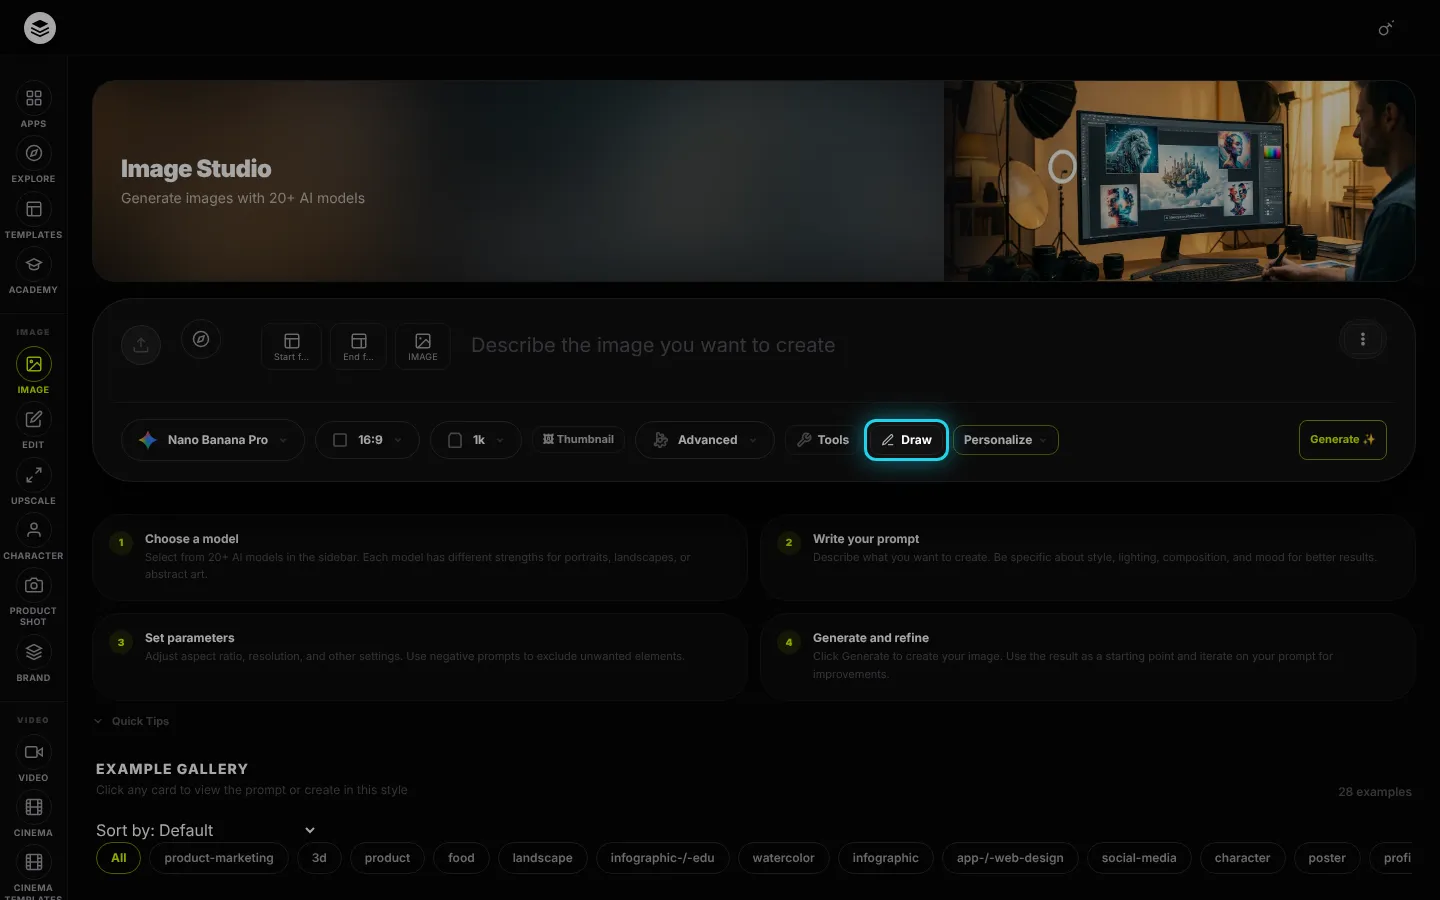 APPS
EXPLORE
TEMPLATES
ACADEMY
IMAGE
IMAGE
EDIT
UPSCALE
CHARACTER
PRODUCT
SHOT
BRAND
VIDEO
VIDEO
CINEMA
CINEMA
TEMPLATES
Image Studio
Generate images with 20+ AI models
Start f...
End f...
IMAGE
Describe the image you want to create
Nano Banana Pro
16:9
1k
Thumbnail
Advanced
Tools
Draw
Personalize
Generate ✨
1
Choose a model
Select from 20+ AI models in the sidebar. Each model has different strengths for portraits, landscapes, or
abstract art.
2
Write your prompt
Describe what you want to create. Be specific about style, lighting, composition, and mood for better results.
3
Set parameters
Adjust aspect ratio, resolution, and other settings. Use negative prompts to exclude unwanted elements.
4
Generate and refine
Click Generate to create your image. Use the result as a starting point and iterate on your prompt for
improvements.
Quick Tips
EXAMPLE GALLERY
Click any card to view the prompt or create in this style
28 examples
Sort by: Default
All
product-marketing
3d
product
food
landscape
infographic-/-edu
watercolor
infographic
app-/-web-design
social-media
character
poster
profi